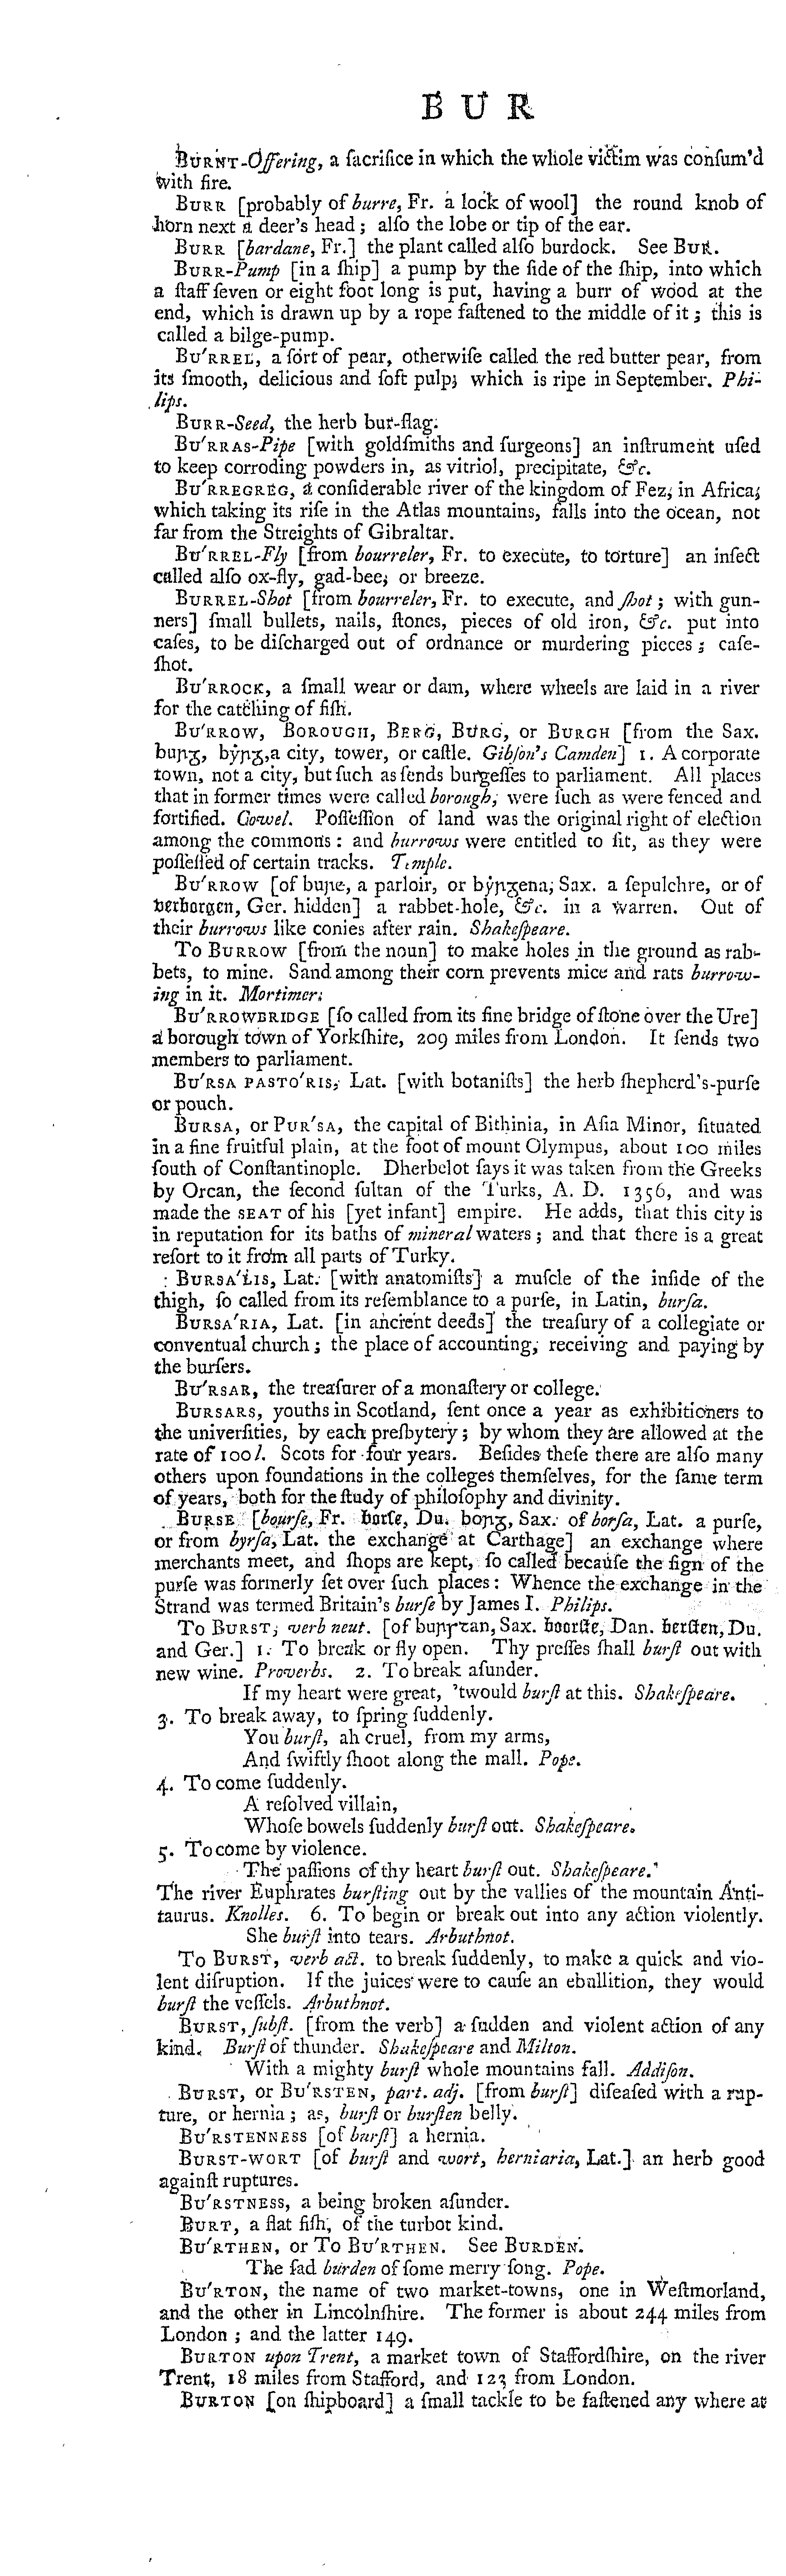 B U R
BURNT-Offering, a ſacrifice in which the whole victim was conſum'd
with fire.
BURR [probably of burre, Fr. a lock of wool] the round knob of
horn next a deer's head; alſo the lobe or tip of the ear.
BURR [bardane, Fr.] the plant called alſo burdock. See BUR.
BURR-Pump [in a ſhip] a pump by the ſide of the ſhip, into which
a ſtaff ſeven or eight foot long is put, having a burr of wood at the
end, which is drawn up by a rope faſtened to the middle of it; this is
called a bilge-pump.
BU'RREL, a ſort of pear, otherwiſe called the red butter pear, from
its ſmooth, delicious and ſoft pulp; which is ripe in September. Phi-
lips.
BURR-Seed, the herb bur-flag.
BU'RRAS-Pipe [with goldſmiths and ſurgeons] an inſtrument uſed
to keep corroding powders in, as vitriol, precipitate, &c.
BU'RREGREG, a conſiderable river of the kingdom of Fez, in Africa;
which taking its riſe in the Atlas mountains, falls into the ocean, not
far from the Streights of Gibraltar.
BU'RREL-Fly [from bourreler, Fr. to execute, to torture] an inſect
called alſo ox-fly, gad-bee, or breeze.
BURREL-Shot [from bourreler, Fr. to execute, and ſhot; with gun-
ners] ſmall bullets, nails, ſtones, pieces of old iron, &c. put into
caſes, to be diſcharged out of ordnance or murdering pieces; caſe-
ſhot.
BU'RROCK, a ſmall wear or dam, where wheels are laid in a river
for the catching of fiſh.
BU'RROW, BOROUGH, BERG, BURG, or BURGH [from the Sax.
buꞃᵹ, bẏꞃᵹ, a city, tower, or caſtle. Gibſon's Camden] 1. A corporate
town, not a city, but ſuch as ſends burgeſſes to parliament. All places
that in former times were called borough, were ſuch as were fenced and
fortified. Cowel. Poſſeſſion of land was the original right of election
among the commons: and burrows were entitled to ſit, as they were
poſſeſſed of certain tracks. Temple.
BU'RROW [of buꞃe, a parloir, or bẏꞃᵹena, Sax. a ſepulchre, or of
verborgen, Ger. hidden] a rabbet-hole, &c. in a warren. Out of
their burrows like conies after rain. Shakeſpeare.
To BURROW [from the noun] to make holes in the ground as rab-
bets, to mine. Sand among their corn prevents mice and rats burrow-
ing in it. Mortimer.
BU'RROWBRIDGE [ſo called from its fine bridge of ſtone over the Ure]
a borough town of Yorkſhire, 209 miles from London. It ſends two
members to parliament.
BU'RSA PASTO'RIS, Lat. [with botaniſts] the herb ſhepherd's-purſe
or pouch.
BURSA, or PUR'SA, the capital of Bithinia, in Aſia Minor, ſituated
in a fine fruitful plain, at the foot of mount Olympus, about 100 miles
ſouth of Conſtantinople. Dherbelot ſays it was taken from the Greeks
by Orcan, the ſecond ſultan of the Turks, A. D. 1356, and was
made the SEAT of his [yet infant] empire. He adds, that this city is
in reputation for its baths of mineral waters; and that there is a great
reſort to it from all parts of Turky.
BURSA'LIS, Lat. [with anatomiſts] a muſcle of the inſide of the
thigh, ſo called from its reſemblance to a purſe, in Latin, burſa.
BURSA'RIA, Lat. [in ancient deeds] the treaſury of a collegiate or
conventual church; the place of accounting, receiving and paying by
the burſers.
BU'RSAR, the treaſurer of a monaſtery or college.
BURSARS, youths in Scotland, ſent once a year as exhibitioners to
the univerſities, by each preſbytery; by whom they are allowed at the
rate of 100l. Scots for four years. Beſides theſe there are alſo many
others upon foundations in the colleges themſelves, for the ſame term
of years, both for the ſtudy of philoſophy and divinity.
BURSE [bourſe, Fr. borſe, Du. boꞃᵹ, Sax. of borſa, Lat. a purſe,
or from byrſa, Lat. the exchange at Carthage] an exchange where
merchants meet, and ſhops are kept, ſo called becauſe the ſign of the
purſe was formerly ſet over ſuch places: Whence the exchange in the
Strand was termed Britain's burſe by James I. Philips.
To BURST, verb neut. [of buꞃꞅꞇan, Sax. boorſte, Dan. berſten, Du.
and Ger.] 1. To break or fly open. Thy preſſes ſhall burſt out with
new wine. Proverbs. 2. To break aſunder.
If my heart were great, 'twould burſt at this. Shakeſpeare.
3. To break away, to ſpring ſuddenly.
You burſt, ah cruel, from my arms,
And ſwiftly ſhoot along the mall. Pope.
4. To come ſuddenly.
A reſolved villain,
Whoſe bowels ſuddenly burſt out. Shakeſpeare.
5. To come by violence.
The paſſions of thy heart burſt out. Shakeſpeare.
The river Euphrates burſting out by the vallies of the mountain Anti-
taurus. Knolles. 6. To begin or break out into any action violently.
She burſt into tears. Arbuthnot.
To BURST, verb act. to break ſuddenly, to make a quick and vio-
lent diſruption. If the juices were to cauſe an ebullition, they would
burſt the veſſels. Arbuthnot.
BURST, ſubſt. [from the verb] a ſudden and violent action of any
kind. Burſt of thunder. Shakeſpeare and Milton.
With a mighty burſt whole mountains fall. Addiſon.
BURST, or BU'RSTEN, part. adj. [from burſt] diſeaſed with a rup-
ture, or hernia; as, burſt or burſten belly.
BU'RSTENNESS [of burſt] a hernia.
BURST-WORT [of burſt and wort, herniaria, Lat.] an herb good
againſt ruptures.
BU'RSTNESS, a being broken aſunder.
BURT, a flat fiſh, of the turbot kind.
BU'RTHEN, or To BU'RTHEN. See BURDEN.
The ſad burden of ſome merry ſong. Pope.
BU'RTON, the name of two market-towns, one in Weſtmorland,
and the other in Lincolnſhire. The former is about 244 miles from
London; and the latter 149.
BURTON upon Trent, a market town of Staffordſhire, on the river
Trent, 18 miles from Stafford, and 123 from London.
BURTON [on ſhipboard] a ſmall tackle to be faſtened any where at